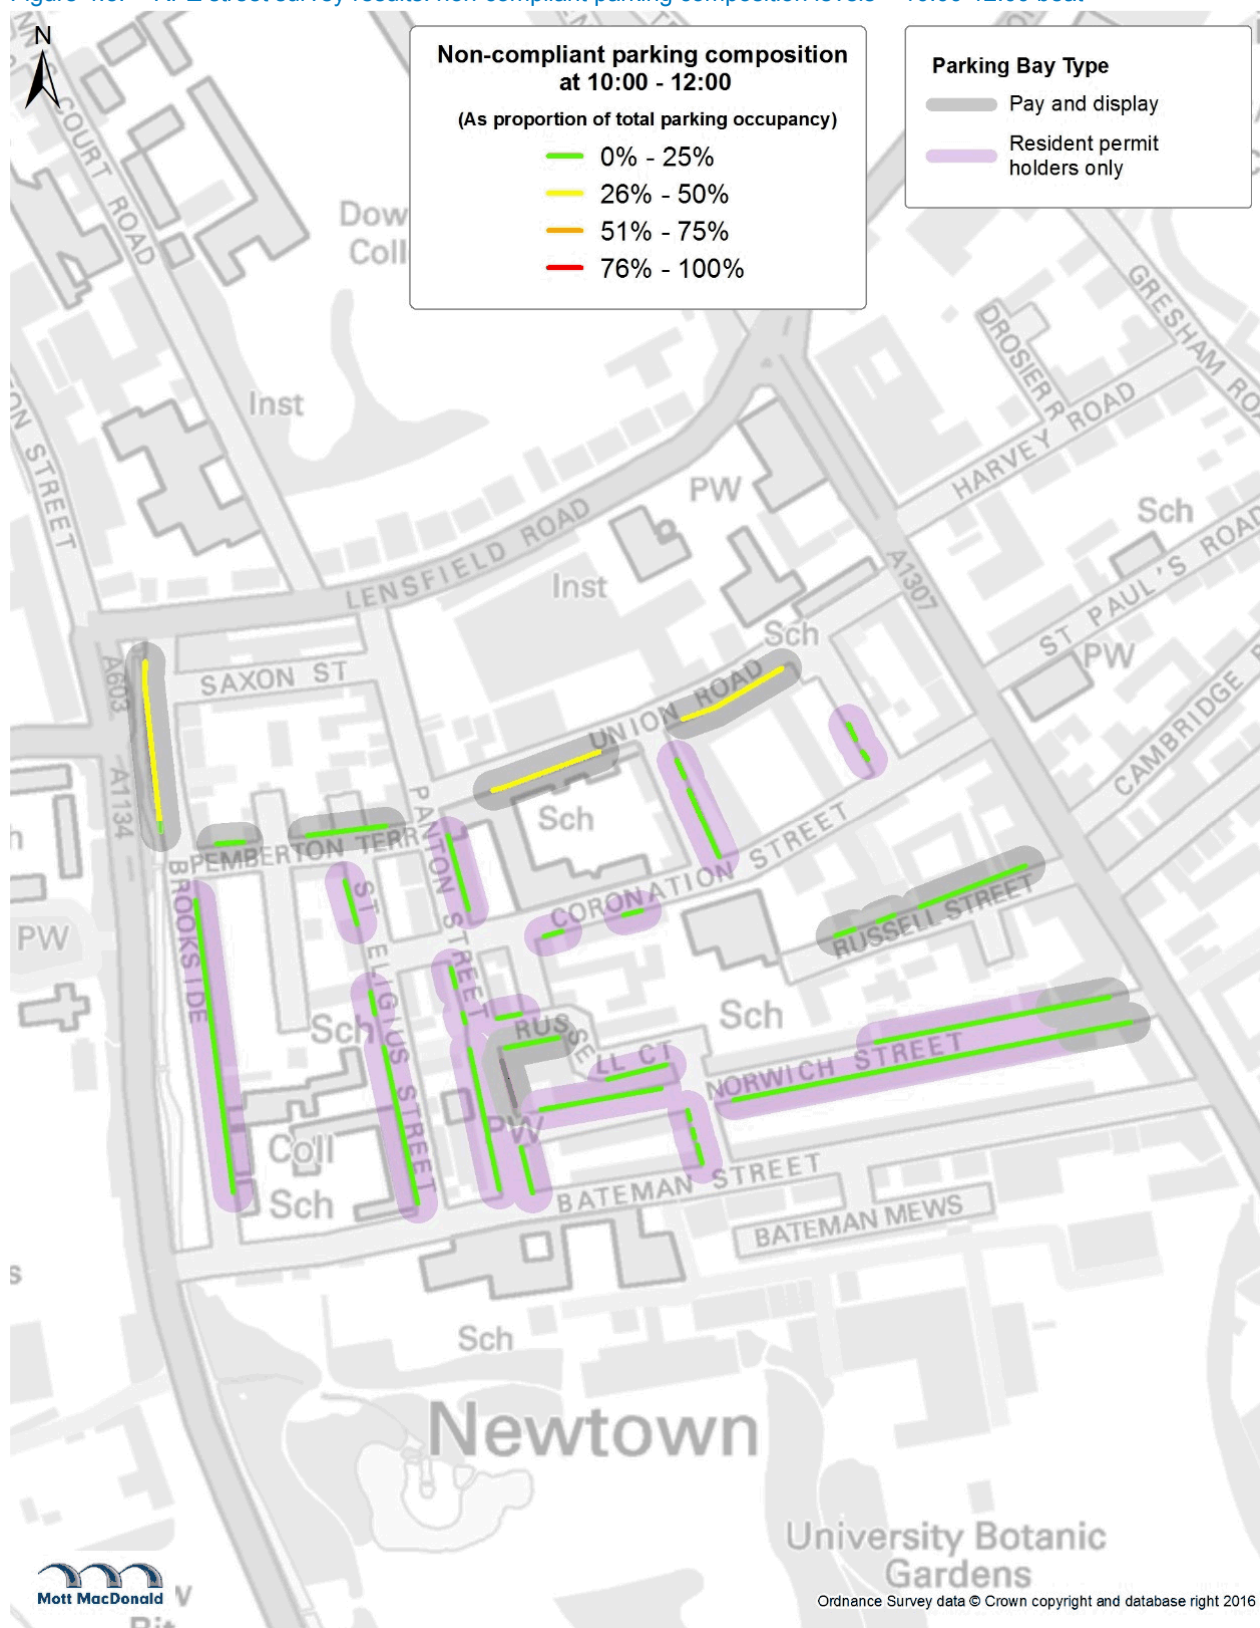 N
Non-compliant parking composition
at 10:00 - 12:00
(As proportion of total parking occupancy)
0% - 25%
26% - 50%
51% - 75%
76% - 100%
Parking Bay Type
Pay and display
Resident permit
holders only
COURT ROAD
Inst
STREET
GRESHAM
DROSIER R
HARVEY ROAD
PW
Sch
LENSFIELD ROAD
Inst
A1307
ST PAUL'S ROAD
Sch
PW
A603
SAXON ST
UNION ROAD
CAMBRIDGE
A1134
PANTON STREET
Sch
PEMBERTON TERR
CORONATION STREET
BROOKSIDE
ST ELIGIUS STREET
RUSSELL STREET
PW
Sch
RUSSELL CT
Sch
NORWICH STREET
PW
Coll
Sch
BATEMAN STREET
BATEMAN MEWS
Sch
Newtown
University Botanic
Gardens
Mott MacDonald
Ordnance Survey data © Crown copyright and database right 2016